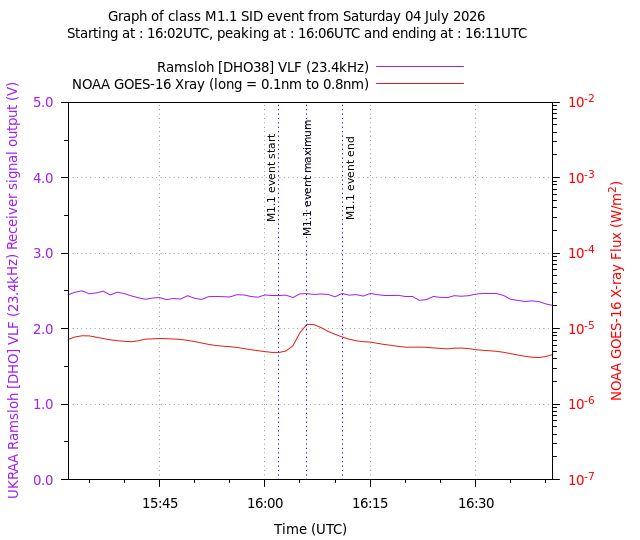 Graph of class M1.1 SID event from Saturday 04 July 2026
Starting at : 16:02UTC, peaking at : 16:06UTC and ending at : 16:11UTC
Ramsloh [DHO38] VLF (23.4kHz)
NOAA GOES-16 Xray (long = 0.1nm to 0.8nm)
UKRAA Ramsloh [DHO] VLF (23.4kHz) Receiver signal output (V)
5.0
4.0
3.0
2.0
1.0
0.0
M1.1 event start
M1.1 event maximum
M1.1 event end
10⁻²
10⁻³
10⁻⁴
10⁻⁵
10⁻⁶
10⁻⁷
NOAA GOES-16 X-ray Flux (W/m²)
15:45
16:00
16:15
16:30
Time (UTC)